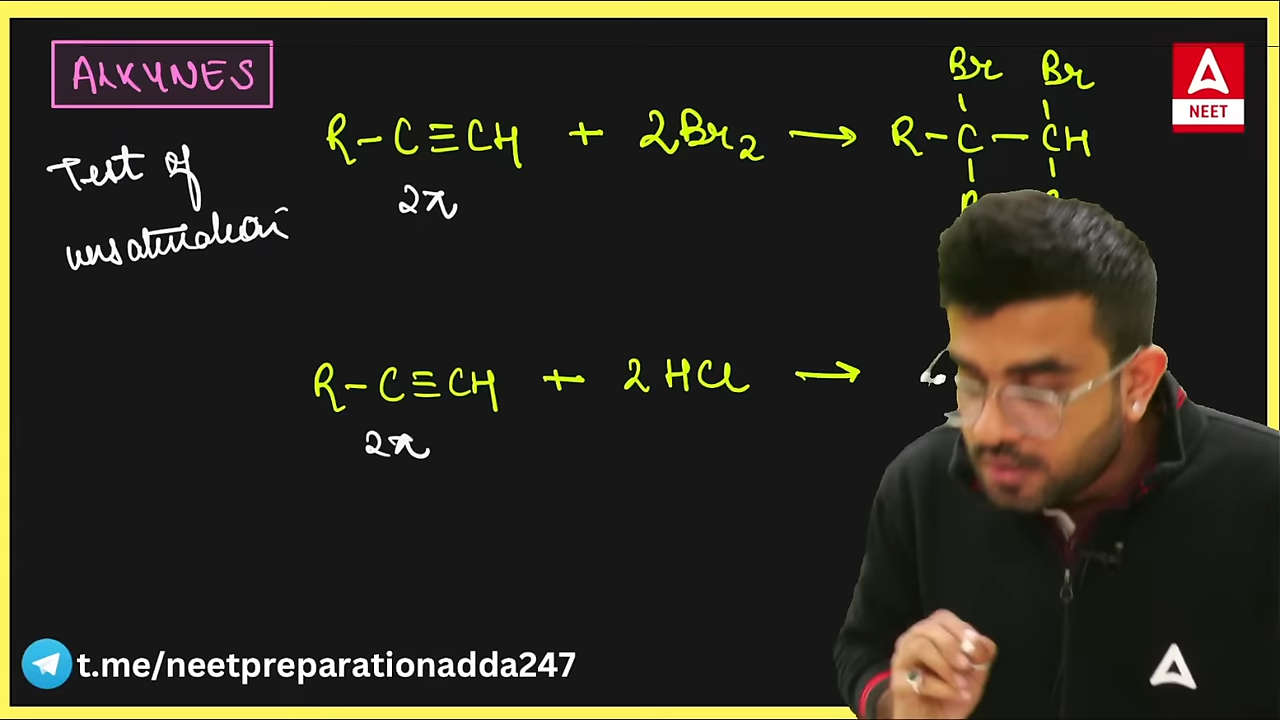 ALKYNES
Test of
unsaturation
Br Br
R-C≡CH + 2Br2 → R-C-CH
2π
R-C≡CH + 2HCl →
2π
NEET
t.me/neetpreparationadda247